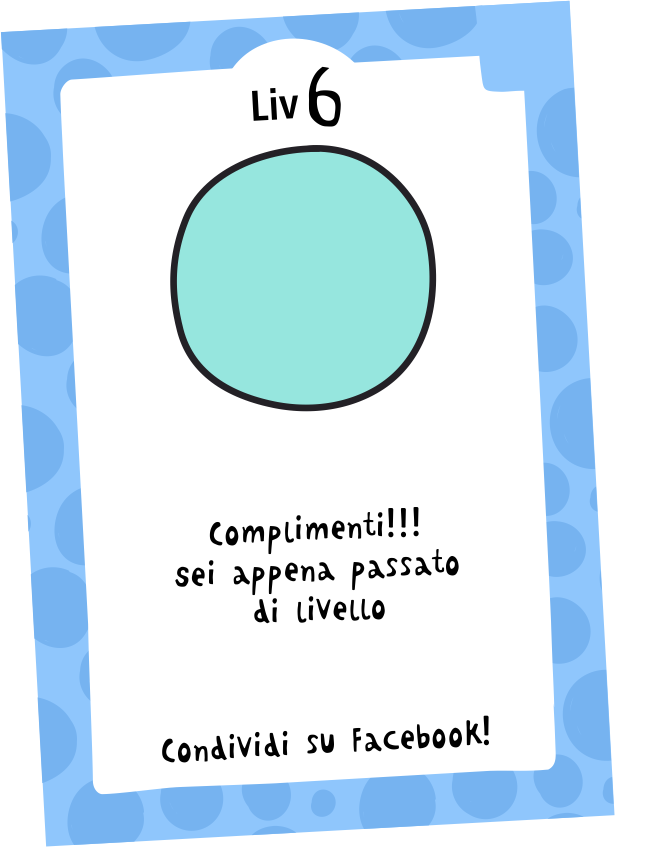 Liv 6
Complimenti!!!
sei appena passato
di livello
Condividi su Facebook!